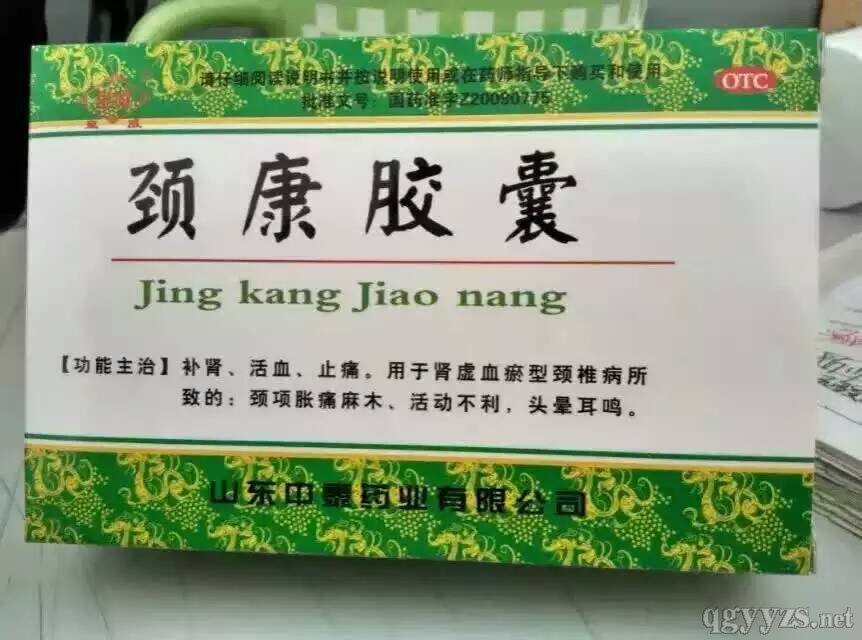 请仔细阅读说明书并按说明使用或在药师指导下购买和使用
批准文号：国药准字Z20090775
OTC
颈康胶囊
Jing kang Jiao nang
【功能主治】补肾、活血、止痛。用于肾虚血瘀型颈椎病所
致的：颈项胀痛麻木、活动不利，头晕耳鸣。
山东中泰药业有限公司
qgyyzs.net